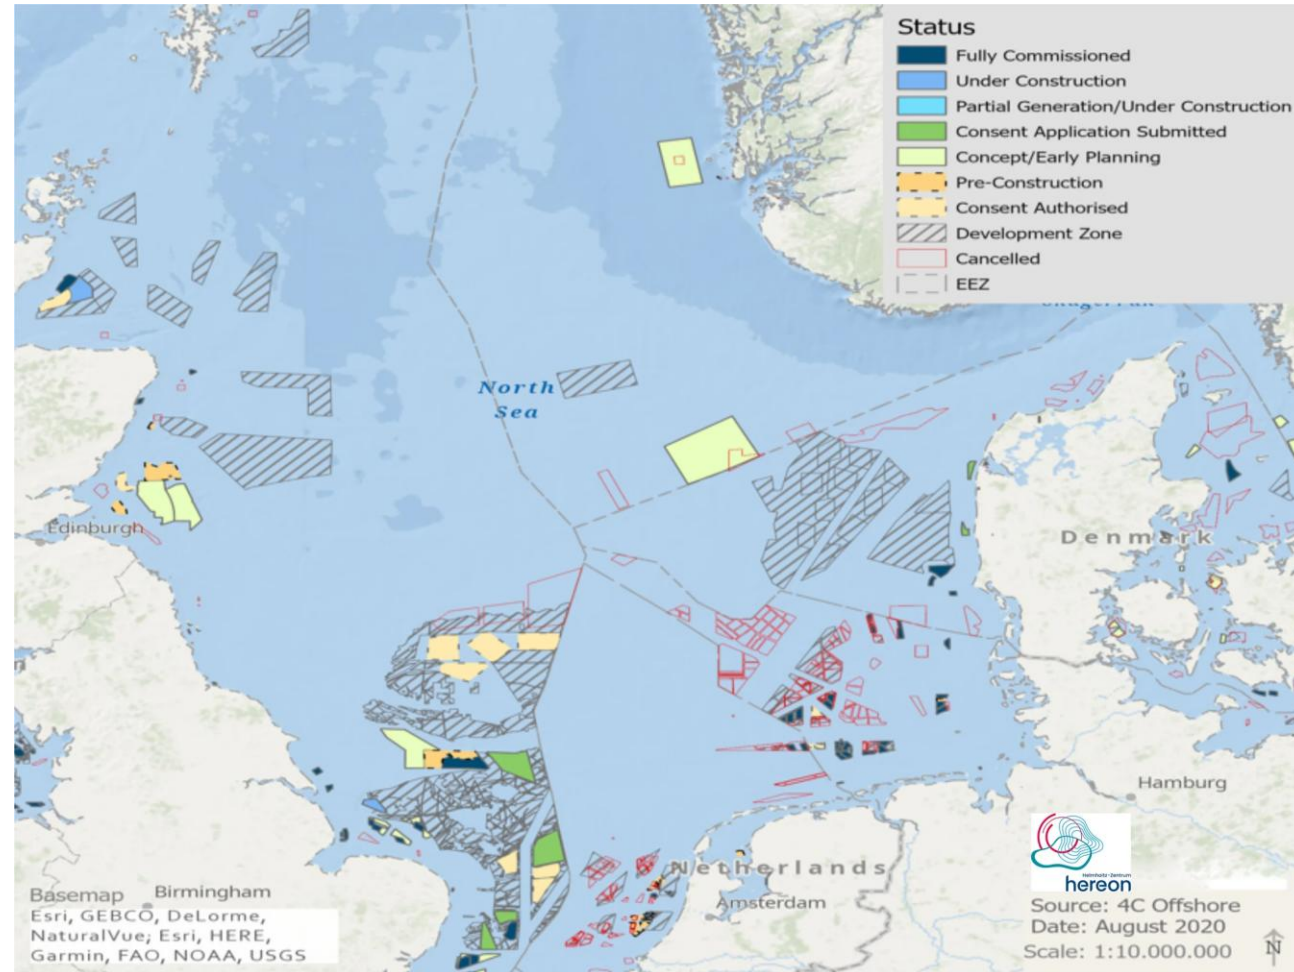 Status
Fully Commissioned
Under Construction
Partial Generation/Under Construction
Consent Application Submitted
Concept/Early Planning
Pre-Construction
Consent Authorised
Development Zone
Cancelled
EEZ
Skagerrak
North
Sea
Edinburgh
Denmark
Hamburg
Netherlands
Amsterdam
Birmingham
Basemap
Esri, GEBCO, DeLorme,
NaturalVue; Esri, HERE,
Garmin, FAO, NOAA, USGS
Helmholtz-Zentrum
hereon
Source: 4C Offshore
Date: August 2020
Scale: 1:10.000.000
N